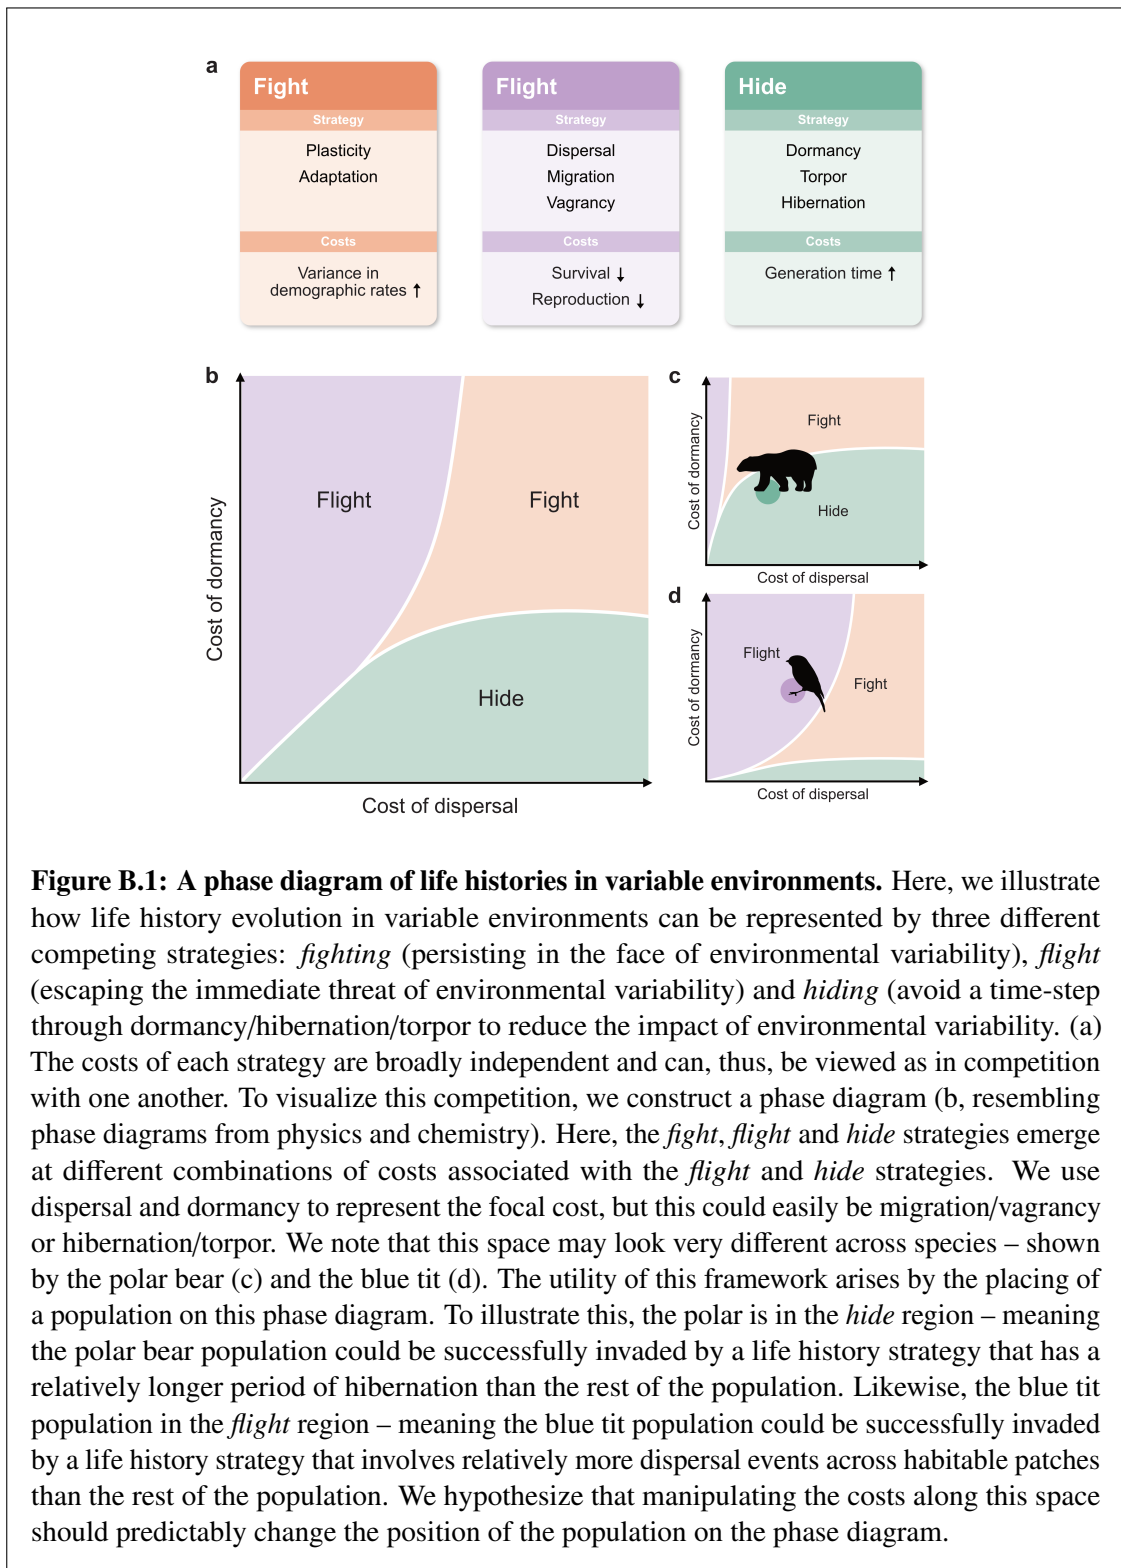 a
Fight
Strategy
Plasticity
Adaptation
Costs
Variance in
demographic rates ↑
Flight
Strategy
Dispersal
Migration
Vagrancy
Costs
Survival ↓
Reproduction ↓
Hide
Strategy
Dormancy
Torpor
Hibernation
Costs
Generation time ↑
b
Cost of dormancy
Flight
Fight
Hide
Cost of dispersal
c
Cost of dormancy
Fight
Hide
Cost of dispersal
d
Cost of dormancy
Flight
Fight
Cost of dispersal
Figure B.1: A phase diagram of life histories in variable environments. Here, we illustrate
how life history evolution in variable environments can be represented by three different
competing strategies: fighting (persisting in the face of environmental variability), flight
(escaping the immediate threat of environmental variability) and hiding (avoid a time-step
through dormancy/hibernation/torpor to reduce the impact of environmental variability. (a)
The costs of each strategy are broadly independent and can, thus, be viewed as in competition
with one another. To visualize this competition, we construct a phase diagram (b, resembling
phase diagrams from physics and chemistry). Here, the fight, flight and hide strategies emerge
at different combinations of costs associated with the flight and hide strategies. We use
dispersal and dormancy to represent the focal cost, but this could easily be migration/vagrancy
or hibernation/torpor. We note that this space may look very different across species – shown
by the polar bear (c) and the blue tit (d). The utility of this framework arises by the placing of
a population on this phase diagram. To illustrate this, the polar is in the hide region – meaning
the polar bear population could be successfully invaded by a life history strategy that has a
relatively longer period of hibernation than the rest of the population. Likewise, the blue tit
population in the flight region – meaning the blue tit population could be successfully invaded
by a life history strategy that involves relatively more dispersal events across habitable patches
than the rest of the population. We hypothesize that manipulating the costs along this space
should predictably change the position of the population on the phase diagram.